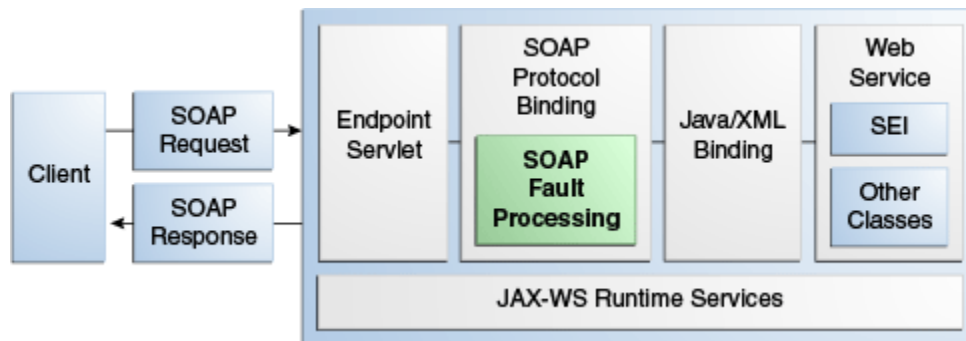 Client
SOAP
Request
SOAP
Response
Endpoint
Servlet
SOAP
Protocol
Binding
SOAP
Fault
Processing
Java/XML
Binding
Web
Service
SEI
Other
Classes
JAX-WS Runtime Services